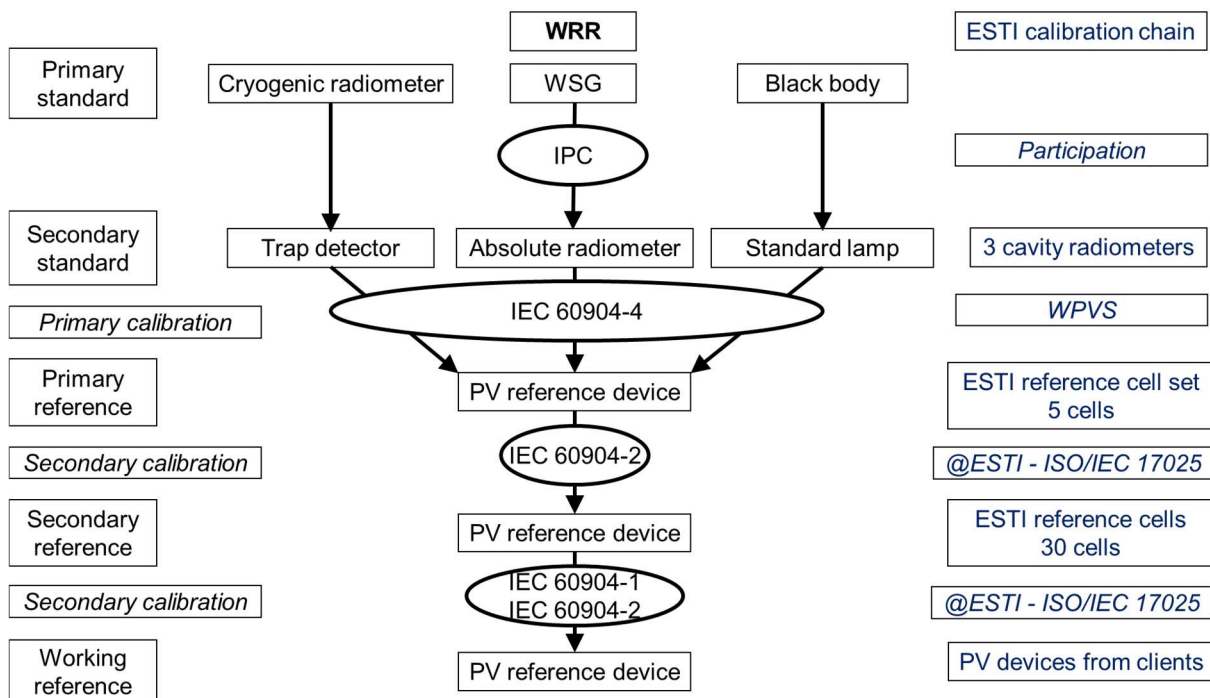 WRR
ESTI calibration chain
Primary
standard
Cryogenic radiometer
WSG
Black body
IPC
Participation
Secondary
standard
Trap detector
Absolute radiometer
Standard lamp
3 cavity radiometers
Primary calibration
IEC 60904-4
WPVS
Primary
reference
PV reference device
ESTI reference cell set
5 cells
Secondary calibration
IEC 60904-2
@ESTI - ISO/IEC 17025
Secondary
reference
PV reference device
ESTI reference cells
30 cells
Secondary calibration
IEC 60904-1
IEC 60904-2
@ESTI - ISO/IEC 17025
Working
reference
PV reference device
PV devices from clients